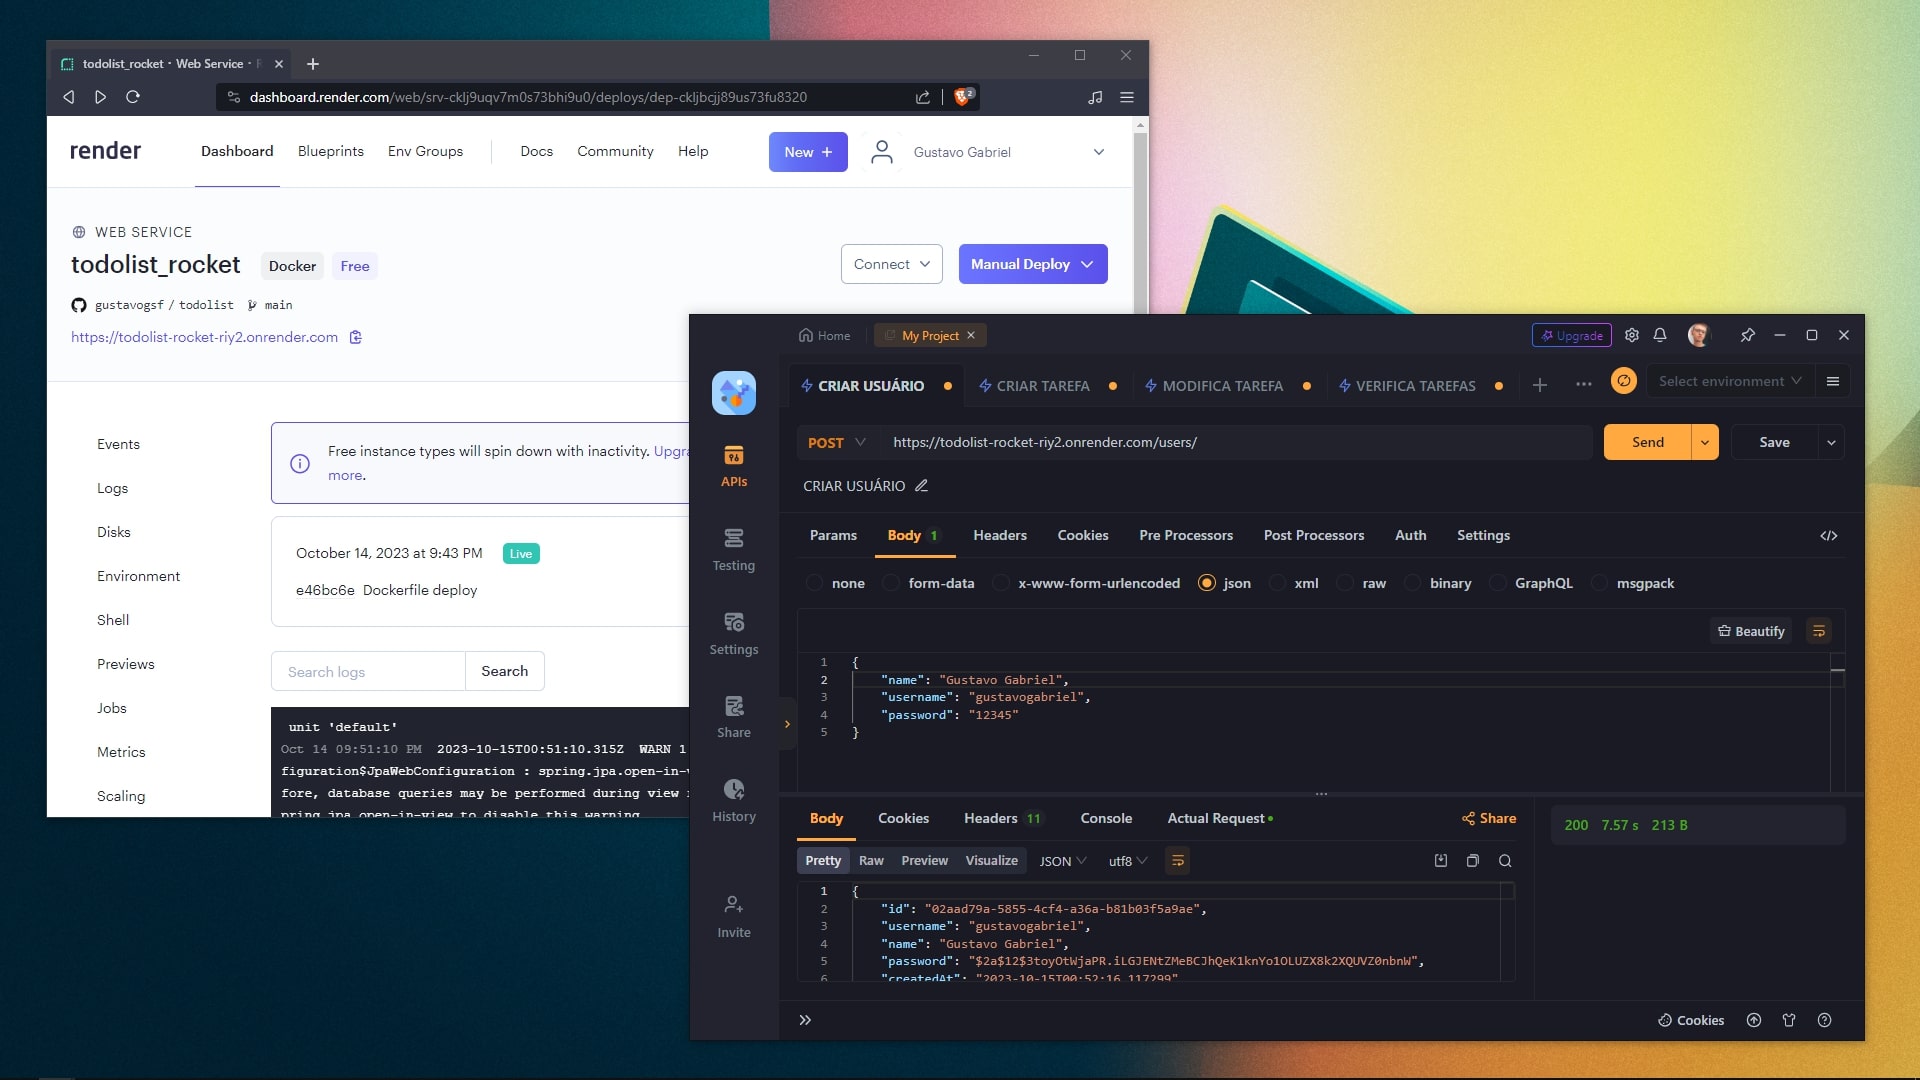 todolist_rocket · Web Service ·
dashboard.render.com/web/srv-cklj9uqv7m0s73bhi9u0/deploys/dep-ckljbcjj89us73fu8320
2
render
Dashboard
Blueprints
Env Groups
Docs
Community
Help
New +
Gustavo Gabriel
WEB SERVICE
todolist_rocket
Docker
Free
Connect
Manual Deploy
gustavogsf / todolist
main
https://todolist-rocket-riy2.onrender.com
Events
Logs
Disks
Environment
Shell
Previews
Jobs
Metrics
Scaling
Free instance types will spin down with inactivity. Upgra
more.
October 14, 2023 at 9:43 PM
Live
e46bc6e Dockerfile deploy
Search logs
Search
unit 'default'
Oct 14 09:51:10 PM 2023-10-15T00:51:10.315Z WARN 1
figuration$JpaWebConfiguration : spring.jpa.open-in-v
fore, database queries may be performed during view
pring.jpa.open-in-view to disable this warning
Home
My Project
Upgrade
APIs
Testing
Settings
Share
History
Invite
CRIAR USUÁRIO
CRIAR TAREFA
MODIFICA TAREFA
VERIFICA TAREFAS
Select environment
POST
https://todolist-rocket-riy2.onrender.com/users/
Send
Save
CRIAR USUÁRIO
Params
Body 1
Headers
Cookies
Pre Processors
Post Processors
Auth
Settings
none
form-data
x-www-form-urlencoded
json
xml
raw
binary
GraphQL
msgpack
Beautify
1 {
2 "name": "Gustavo Gabriel",
3 "username": "gustavogabriel",
4 "password": "12345"
5 }
Body
Cookies
Headers 11
Console
Actual Request
Share
200 7.57 s 213 B
Pretty
Raw
Preview
Visualize
JSON
utf8
1 {
2 "id": "02aad79a-5855-4cf4-a36a-b81b03f5a9ae",
3 "username": "gustavogabriel",
4 "name": "Gustavo Gabriel",
5 "password": "$2a$12$3toyOtWjaPR.iLGJENtZMeBCJhQeK1knYo1OLUZX8k2XQUVZ0nbnW",
6 "createdAt": "2023-10-15T00:52:16.117299"
Cookies